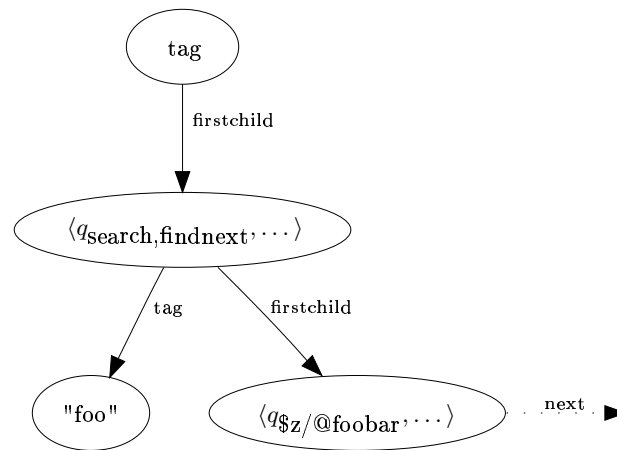 tag
firstchild
⟨q_search,findnext, …⟩
tag
firstchild
"foo"
⟨q_$z/@foobar, …⟩
next